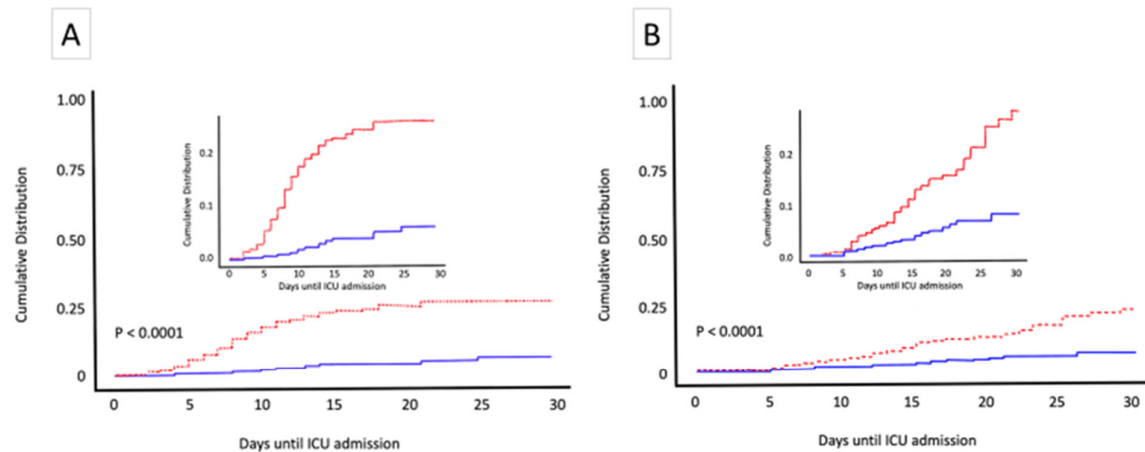 A
1.00
0.75
0.50
0.25
0
Cumulative Distribution
P < 0.0001
0 5 10 15 20 25 30
Days until ICU admission
0.2
0.1
0.0
Cumulative Distribution
0 5 10 15 20 25 30
Days until ICU admission
B
1.00
0.75
0.50
0.25
0
Cumulative Distribution
P < 0.0001
0 5 10 15 20 25 30
Days until ICU admission
0.2
0.1
0.0
Cumulative Distribution
0 5 10 15 20 25 30
Days until ICU admission